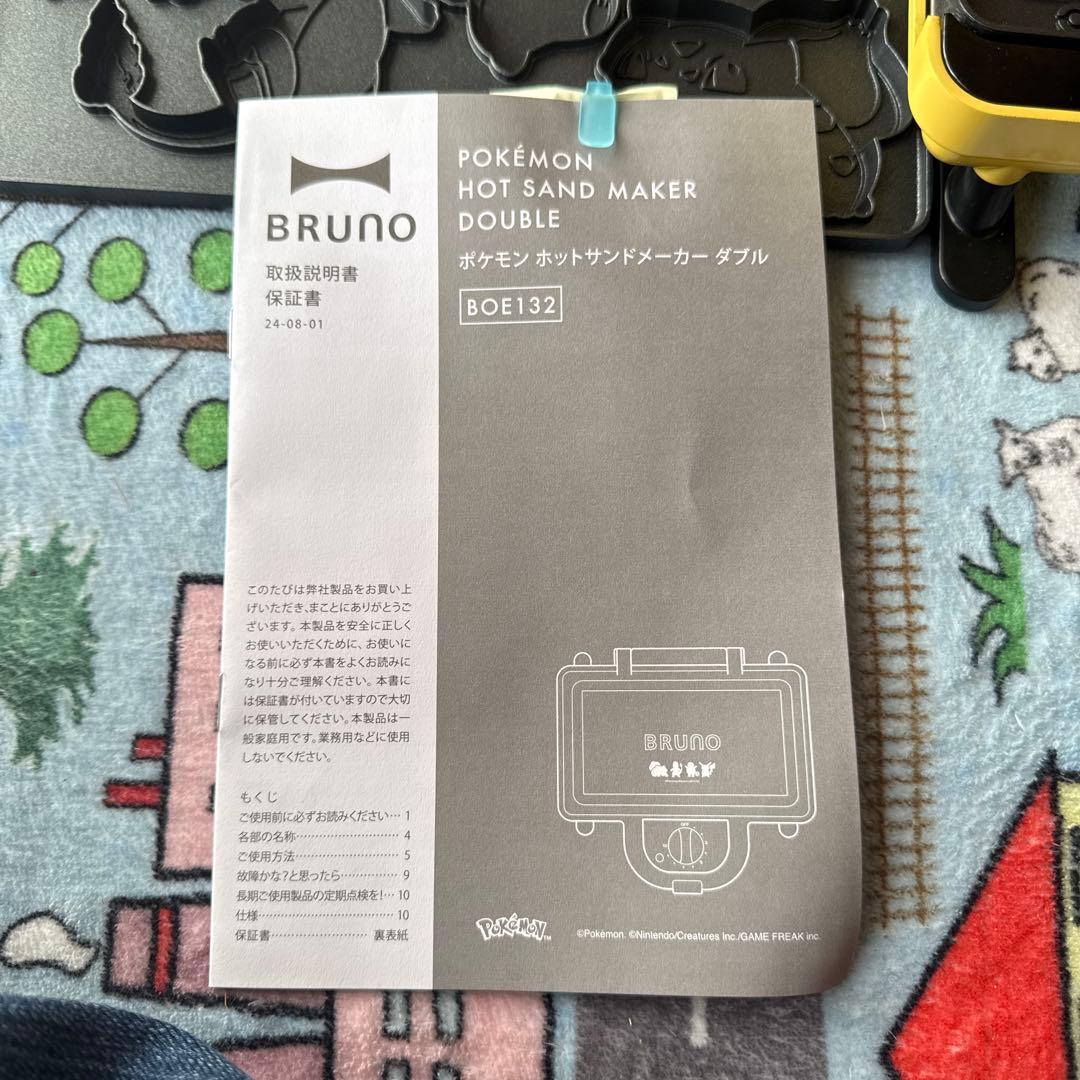 BRUNO
取扱説明書
保証書
24-08-01
POKÉMON
HOT SAND MAKER
DOUBLE
ポケモン ホットサンドメーカー ダブル
BOE132
このたびは弊社製品をお買い上
げいただき、まことにありがとうご
ざいます。本製品を安全に正しく
お使いいただくために、お使いに
なる前に必ず本書をよくお読みに
なり十分ご理解ください。本書に
は保証書が付いていますので大切
に保管してください。本製品は一
般家庭用です。業務用などに使用
しないでください。
もくじ
ご使用前に必ずお読みください… 1
各部の名称…………………… 4
ご使用方法…………………… 5
故障かな?と思ったら…………… 9
長期ご使用製品の定期点検を!… 10
仕様…………………………… 10
保証書…………………… 裏表紙
BRUNO
OFF
POKéMON™
©Pokémon. ©Nintendo/Creatures Inc./GAME FREAK inc.